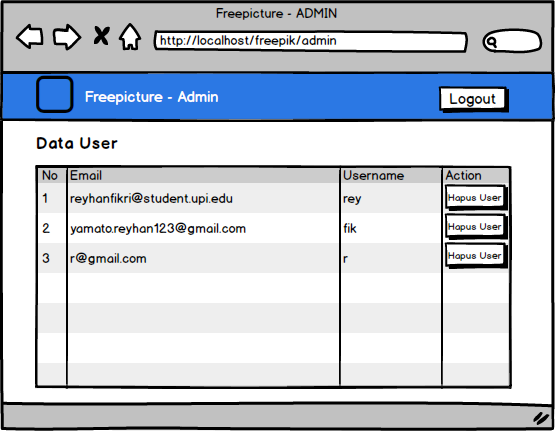 Freepicture - ADMIN
http://localhost/freepik/admin
Freepicture - Admin
Logout
Data User
No Email Username Action
1 reyhanfikri@student.upi.edu rey Hapus User
2 yamato.reyhan123@gmail.com fik Hapus User
3 r@gmail.com r Hapus User